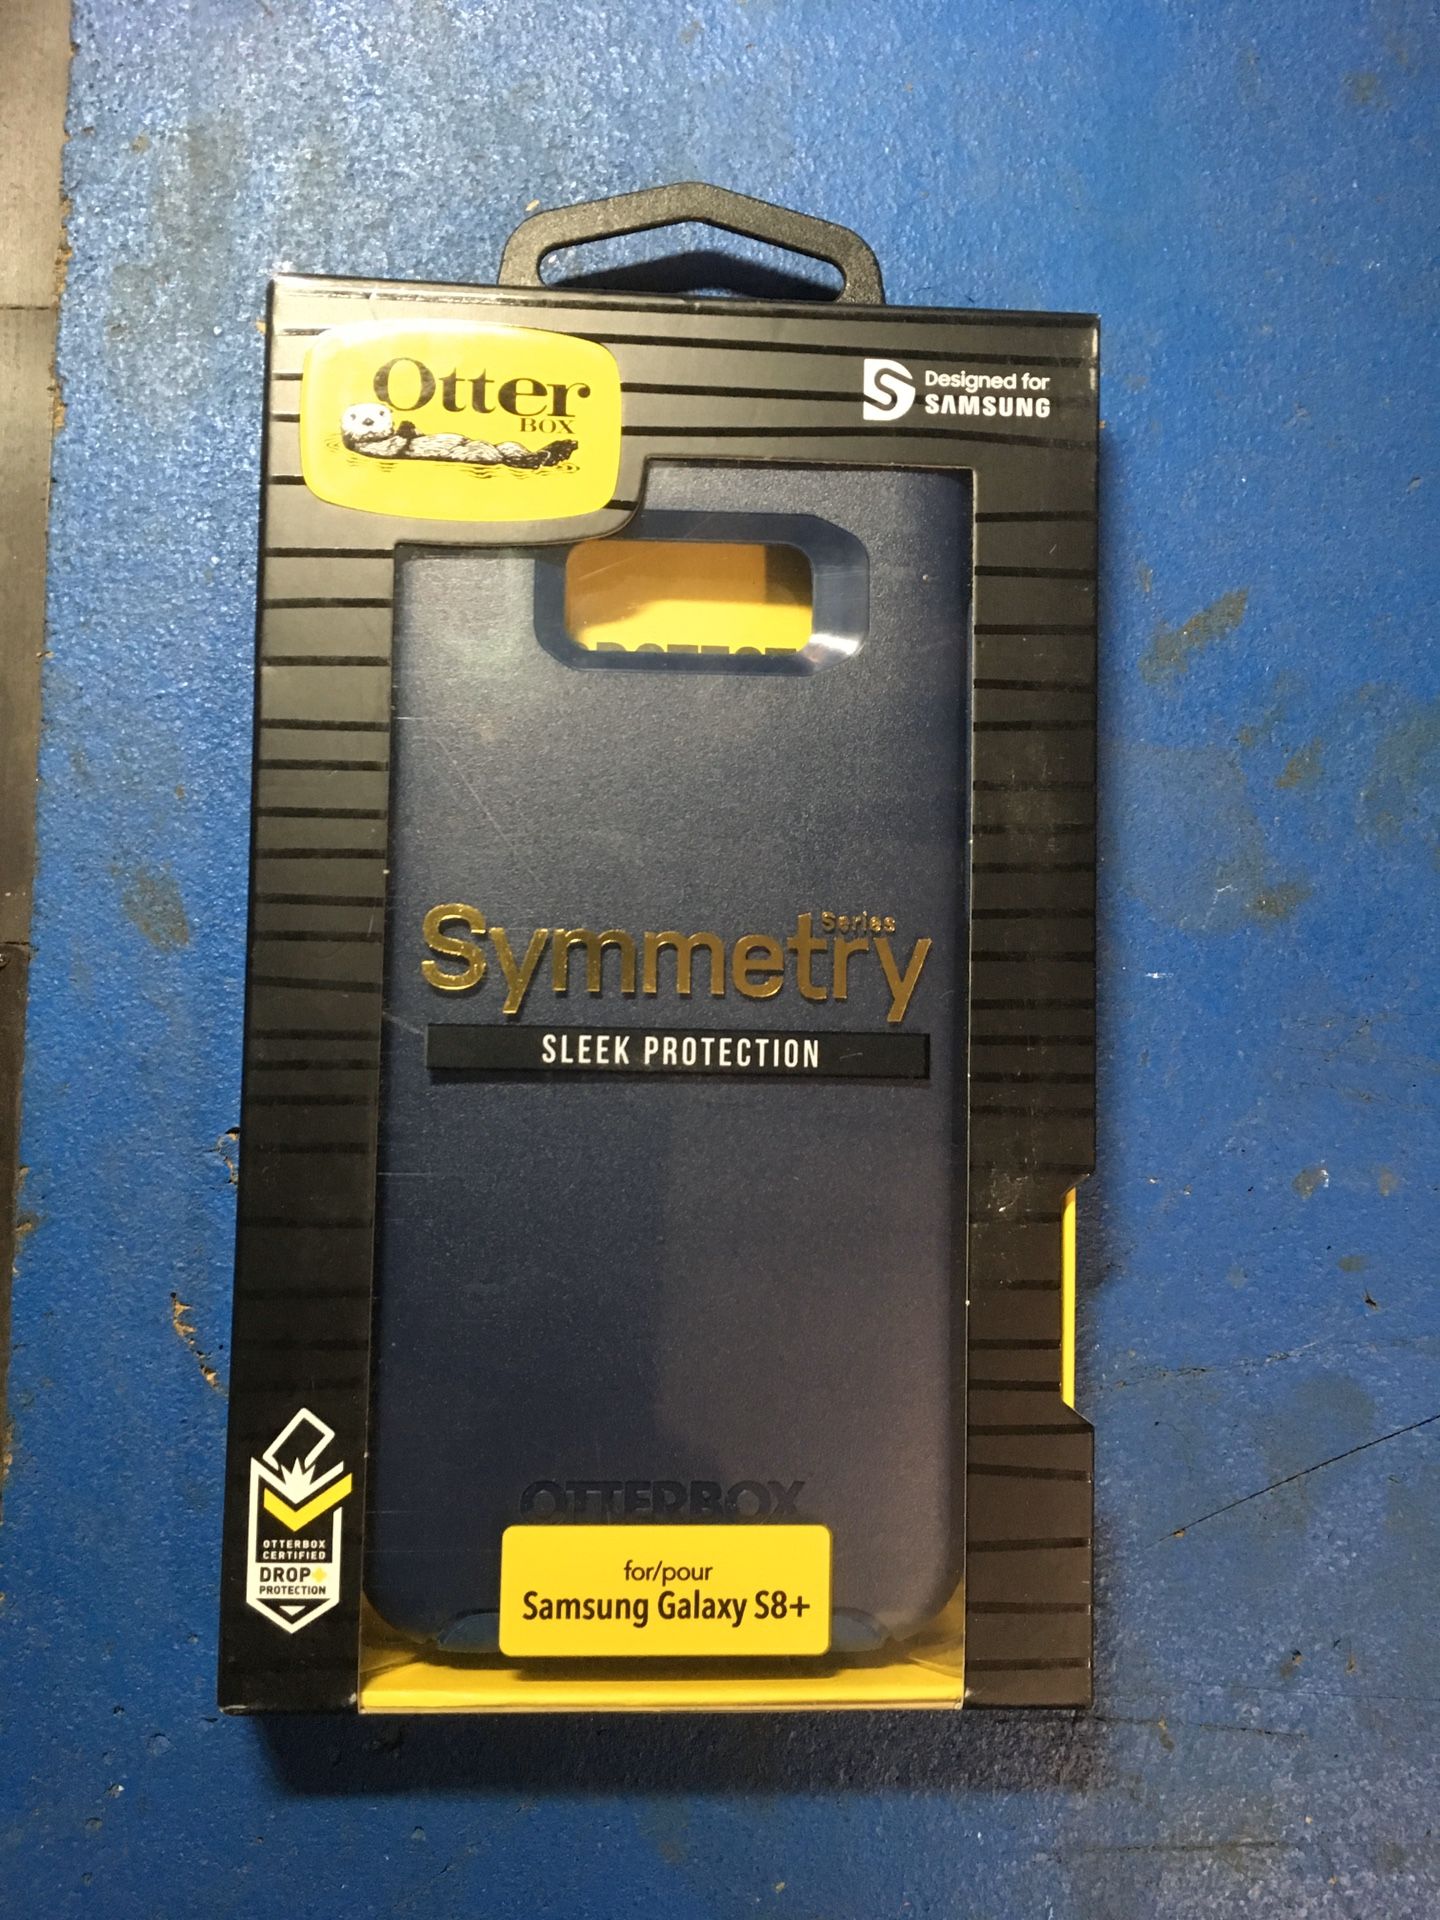 Otter
BOX
Designed for
SAMSUNG
Symmetry
Series
SLEEK PROTECTION
OTTERBOX
OTTERBOX
CERTIFIED
DROP+
PROTECTION
for/pour
Samsung Galaxy S8+